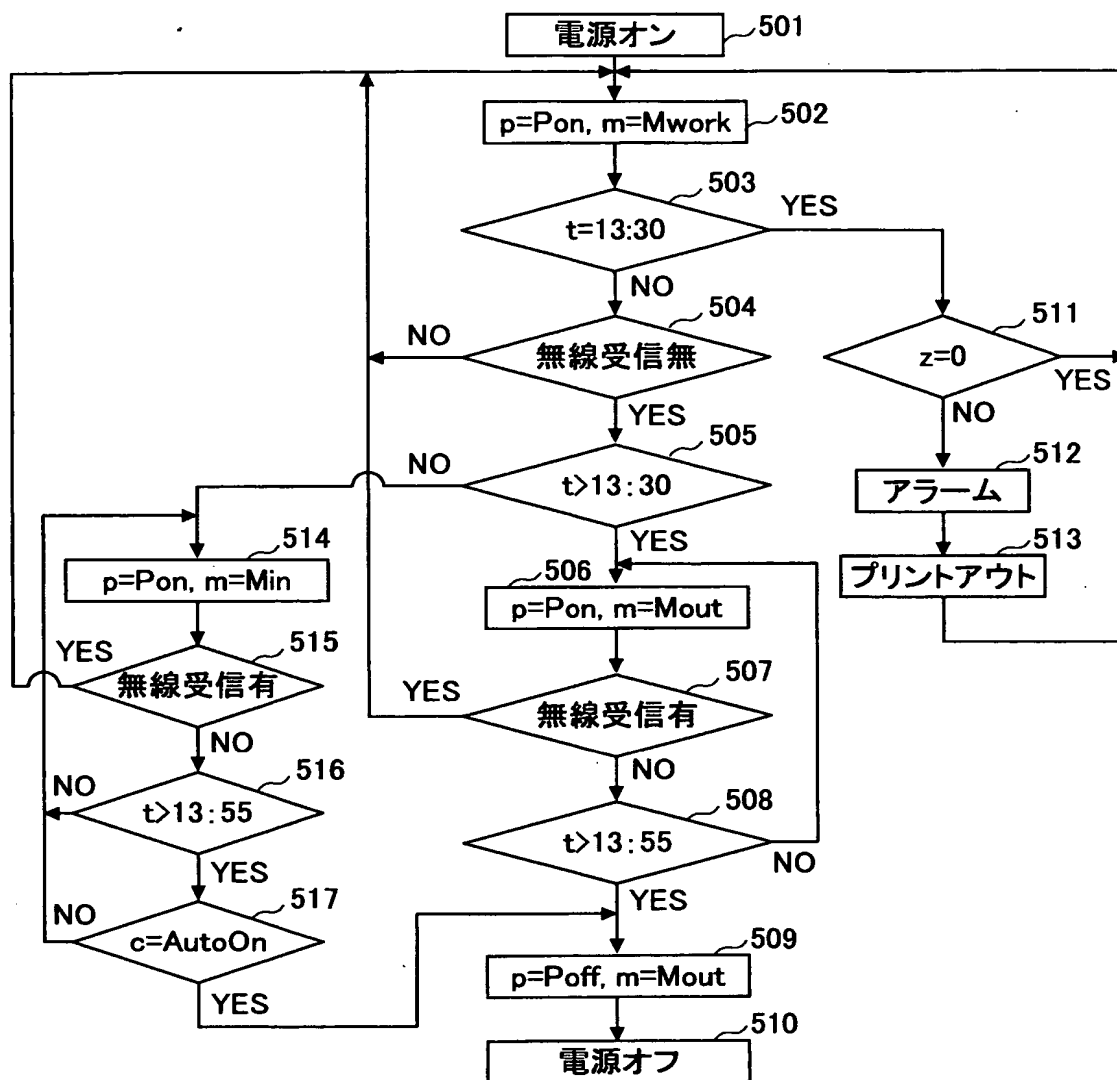 電源オン
501
p=Pon, m=Mwork
502
503
t=13:30
YES
NO
504
無線受信無
NO
YES
511
z=0
YES
NO
505
t>13:30
NO
YES
512
アラーム
513
プリントアウト
514
p=Pon, m=Min
506
p=Pon, m=Mout
515
無線受信有
YES
NO
507
無線受信有
YES
NO
516
t>13:55
NO
YES
508
t>13:55
NO
YES
517
c=AutoOn
NO
YES
509
p=Poff, m=Mout
510
電源オフ